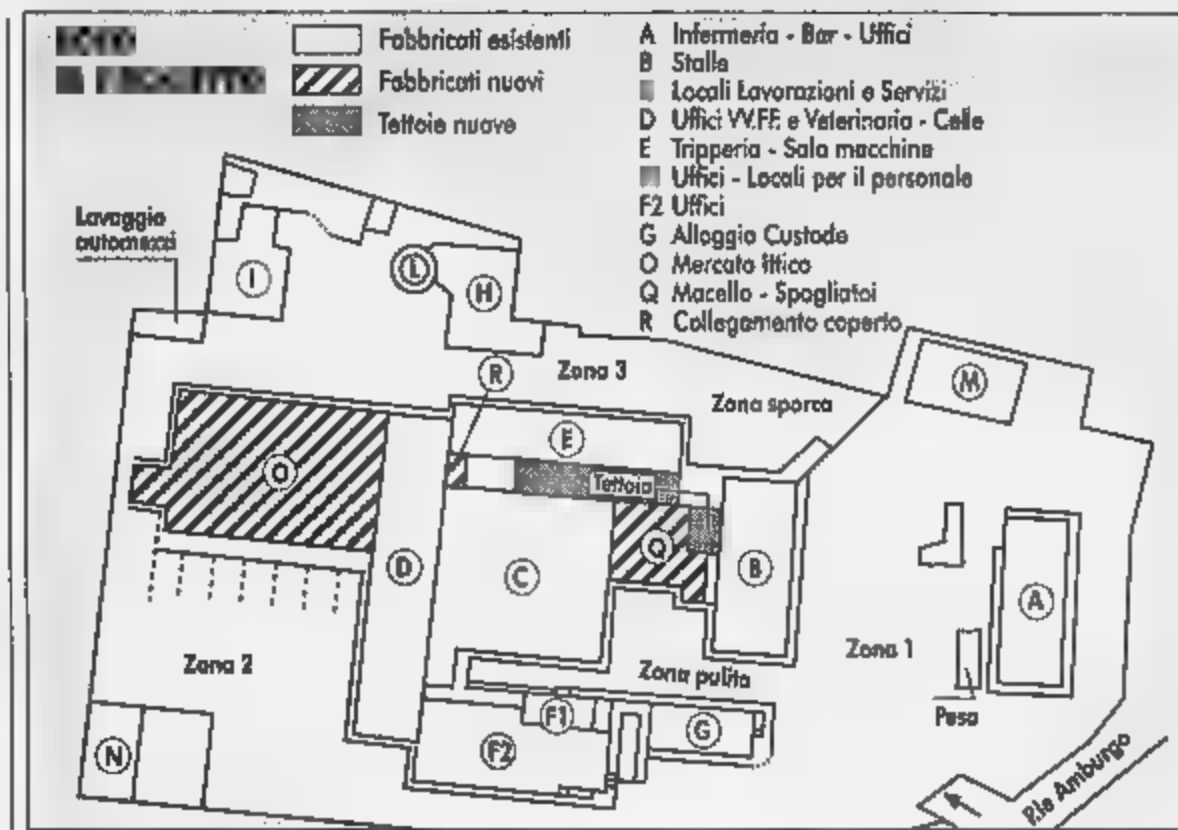 Fabbricati esistenti
Fabbricati nuovi
Tettoie nuove
A Infermeria - Bar - Uffici
B Stalle
Locali Lavorazioni e Servizi
D Uffici VV.FF. e Veterinaria - Celle
E Tripperia - Sala macchine
Uffici - Locali per il personale
F2 Uffici
G Alloggio Custode
O Mercato Ittico
Q Macello - Spogliatoi
R Collegamento coperto
Lavaggio
automezzi
I
L
H
R
Zona 3
M
Zona sporca
E
O
Tettoia
Q
D
C
B
A
Zona 2
Zona pulita
Zona 1
F1
Pesa
N
F2
G
P.le Amburgo